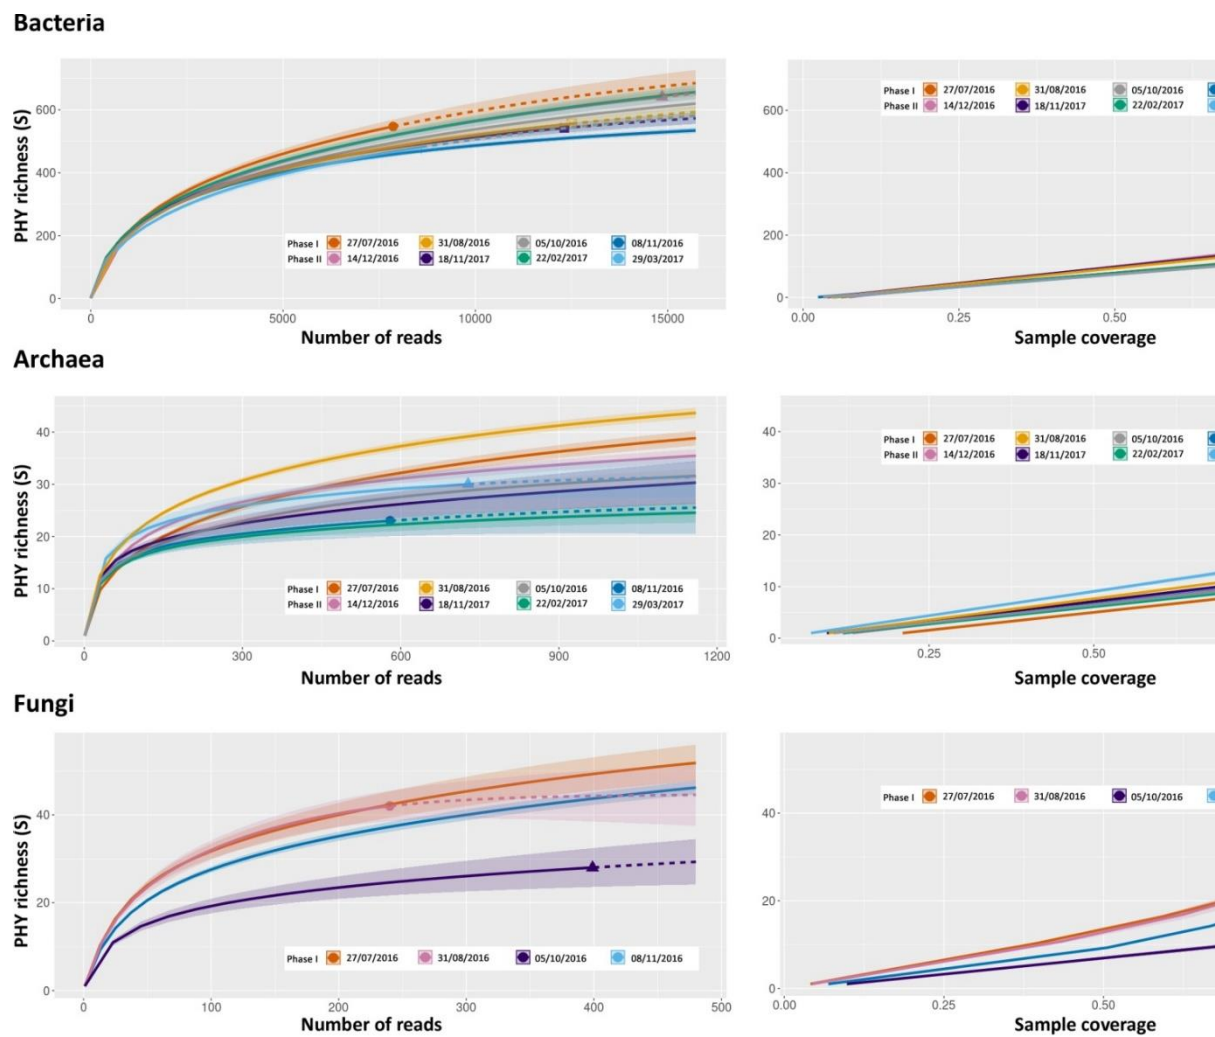 Bacteria
PHY richness (S)
600
400
200
0
Phase I 27/07/2016 31/08/2016 05/10/2016 08/11/2016
Phase II 14/12/2016 18/11/2017 22/02/2017 29/03/2017
0 5000 10000 15000
Number of reads
600
400
200
0
Phase I 27/07/2016 31/08/2016 05/10/2016
Phase II 14/12/2016 18/11/2017 22/02/2017
0.00 0.25 0.50
Sample coverage
Archaea
PHY richness (S)
40
30
20
10
0
Phase I 27/07/2016 31/08/2016 05/10/2016 08/11/2016
Phase II 14/12/2016 18/11/2017 22/02/2017 29/03/2017
0 300 600 900 1200
Number of reads
40
30
20
10
0
Phase I 27/07/2016 31/08/2016 05/10/2016
Phase II 14/12/2016 18/11/2017 22/02/2017
0.25 0.50
Sample coverage
Fungi
PHY richness (S)
40
20
0
Phase I 27/07/2016 31/08/2016 05/10/2016 08/11/2016
0 100 200 300 400 500
Number of reads
40
20
0
Phase I 27/07/2016 31/08/2016 05/10/2016
0.00 0.25 0.50
Sample coverage